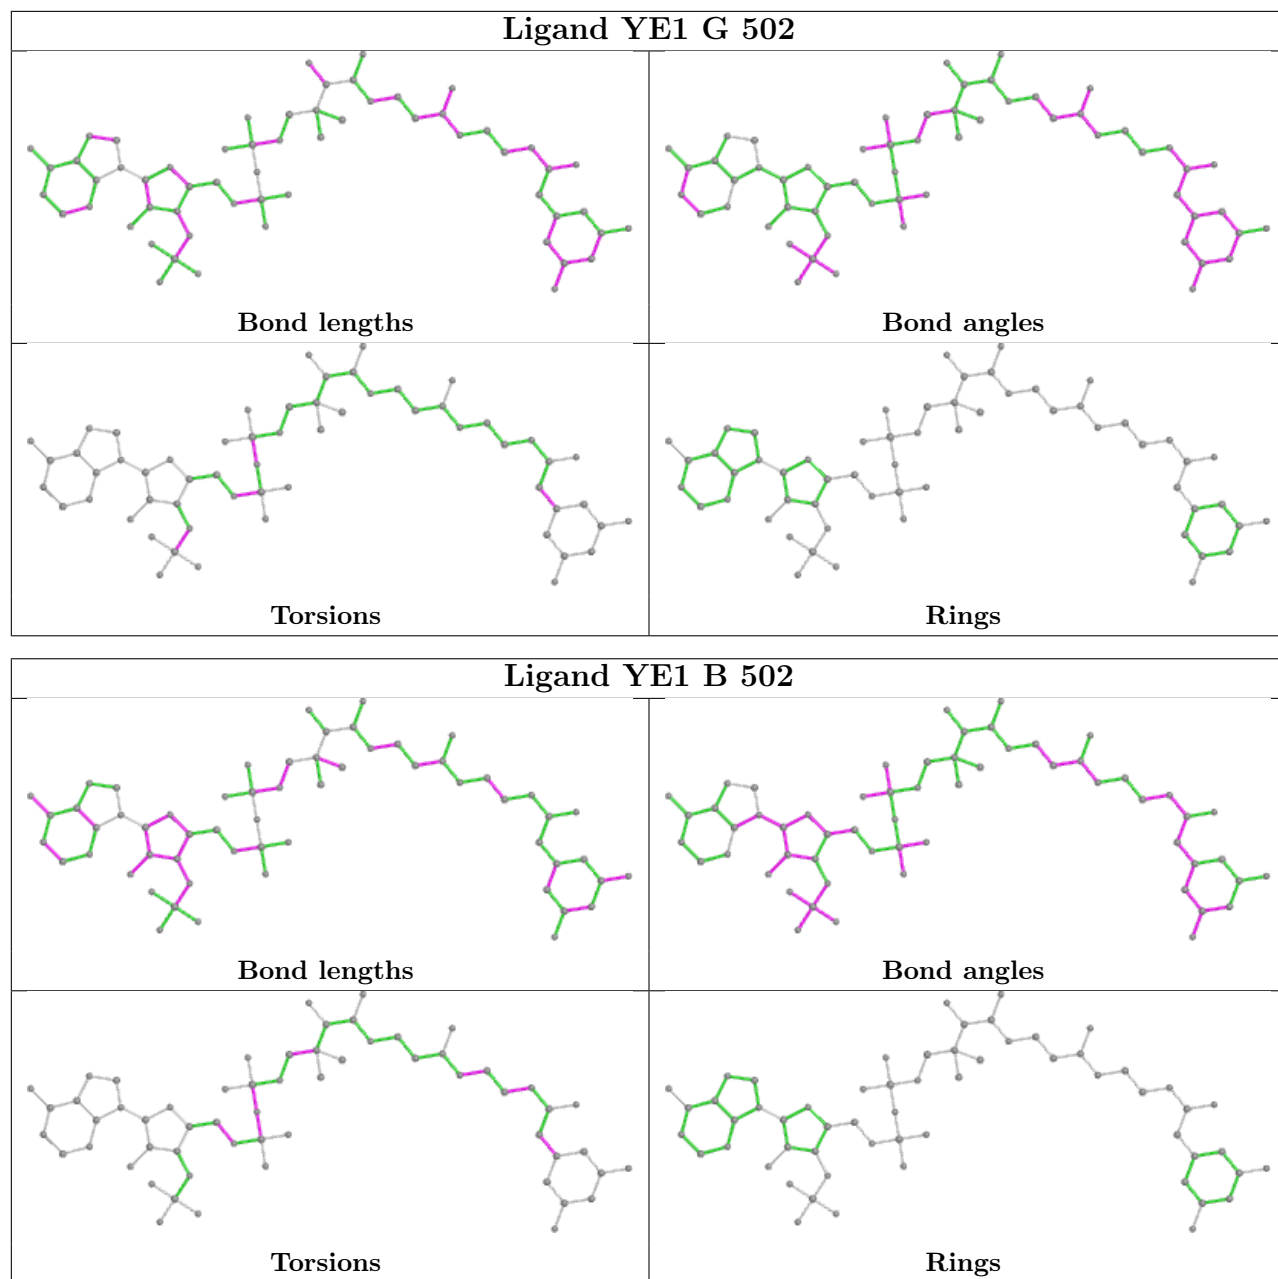 Ligand YE1 G 502
Bond lengths
Bond angles
Torsions
Rings
Ligand YE1 B 502
Bond lengths
Bond angles
Torsions
Rings